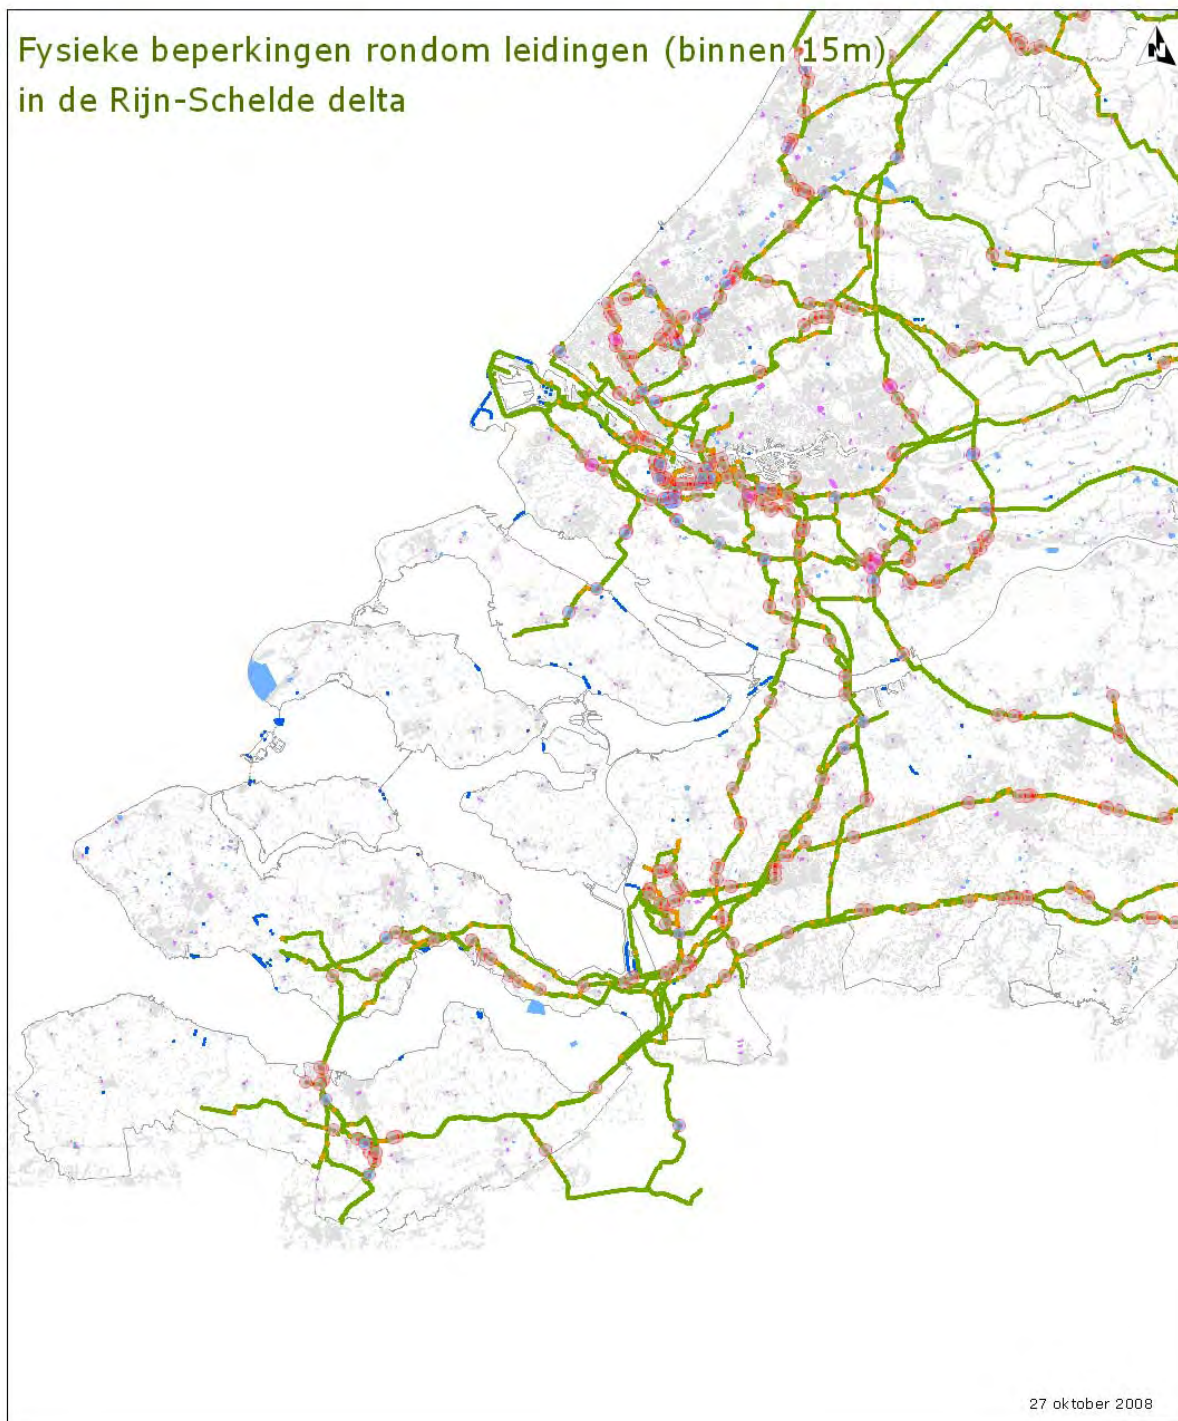 Fysieke beperkingen rondom leidingen (binnen 15m)
in de Rijn-Schelde delta
N
27 oktober 2008